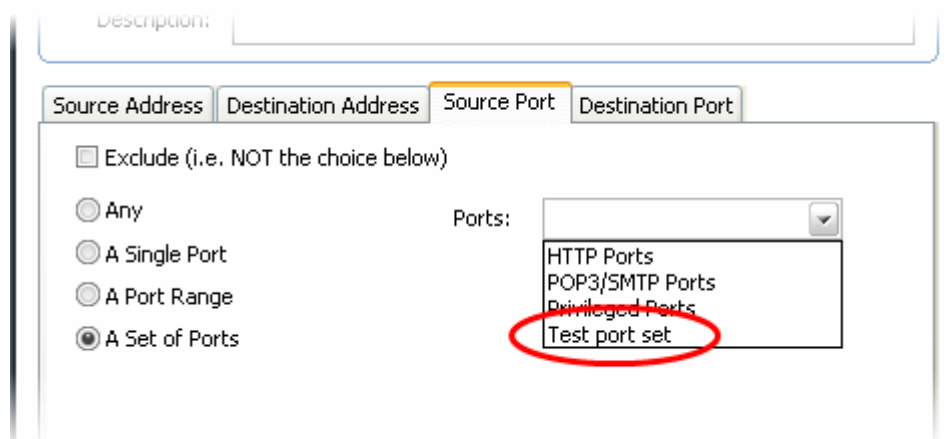 Description:
Source Address Destination Address Source Port Destination Port
Exclude (i.e. NOT the choice below)
Any
Ports:
A Single Port
HTTP Ports
POP3/SMTP Ports
A Port Range
Privileged Ports
A Set of Ports
Test port set